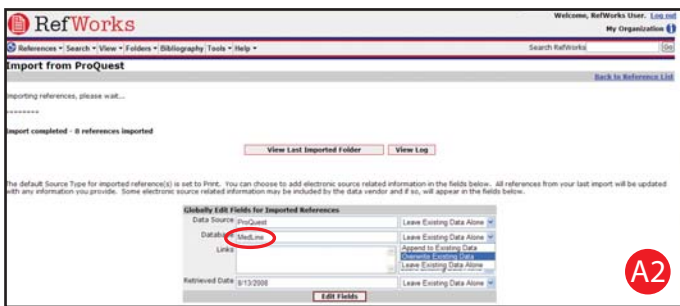 RefWorks
Welcome, RefWorks User. Log out
My Organization
References Search View Folders Bibliography Tools Help
Search RefWorks Go
Import from ProQuest
Back to Reference List
Importing references, please wait...
--------
Import completed - 8 references imported
View Last Imported Folder View Log
The default Source Type for imported reference(s) is set to Print. You can choose to add electronic source related information in the fields below. All references from your last import will be updated
with any information you provide. Some electronic source related information may be included by the data vendor and if so, will appear in the fields below.
Globally Edit Fields for Imported References
Data Source ProQuest Leave Existing Data Alone
Database MedLine Leave Existing Data Alone
Links Append to Existing Data
Overwrite Existing Data
Leave Existing Data Alone
Retrieved Date 8/13/2008 Leave Existing Data Alone
Edit Fields
A2